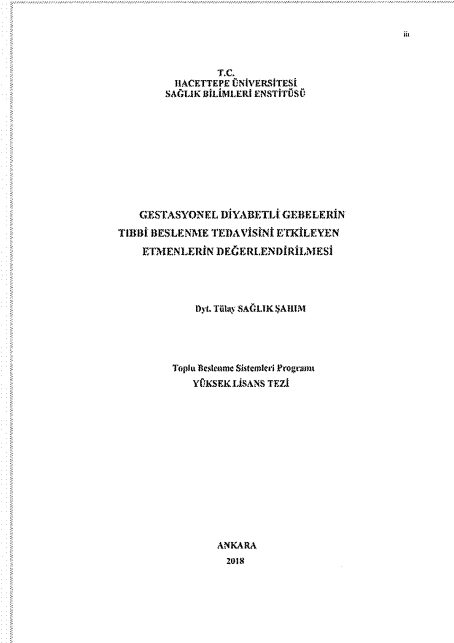 iii
T.C.
HACETTEPE ÜNİVERSİTESİ
SAĞLIK BİLİMLERİ ENSTİTÜSÜ
GESTASYONEL DİYABETLİ GEBELERİN
TIBBİ BESLENME TEDAVİSİNİ ETKİLEYEN
ETMENLERİN DEĞERLENDİRİLMESİ
Dyt. Tülay SAĞLIK ŞAHIM
Toplu Beslenme Sistemleri Programı
YÜKSEK LİSANS TEZİ
ANKARA
2018